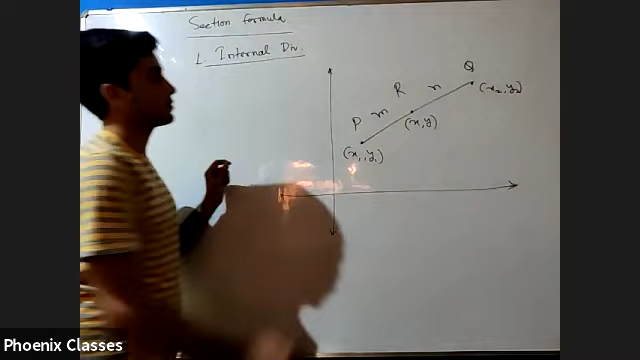 Section formula
1. Internal Div.
Q
R n
(x₂, y₂)
P m
(x, y)
(x₁, y₁)
Phoenix Classes